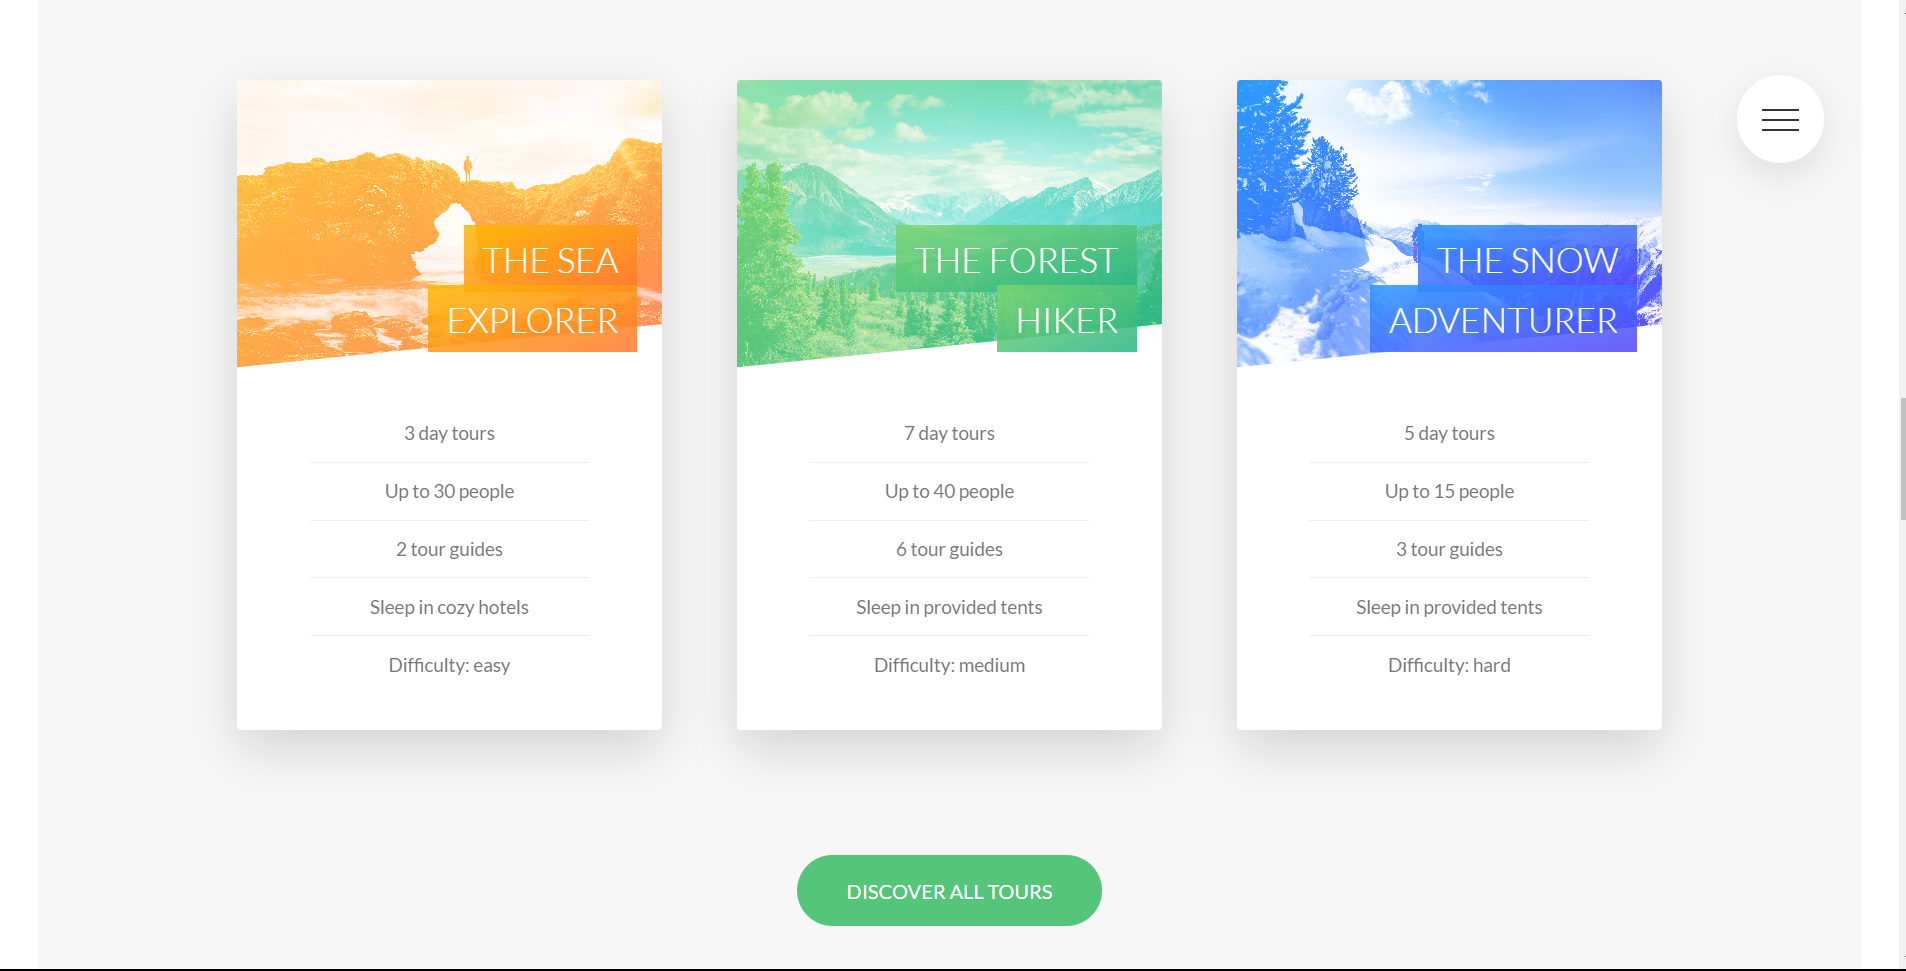 THE SEA
EXPLORER
3 day tours
Up to 30 people
2 tour guides
Sleep in cozy hotels
Difficulty: easy
THE FOREST
HIKER
7 day tours
Up to 40 people
6 tour guides
Sleep in provided tents
Difficulty: medium
THE SNOW
ADVENTURER
5 day tours
Up to 15 people
3 tour guides
Sleep in provided tents
Difficulty: hard
DISCOVER ALL TOURS